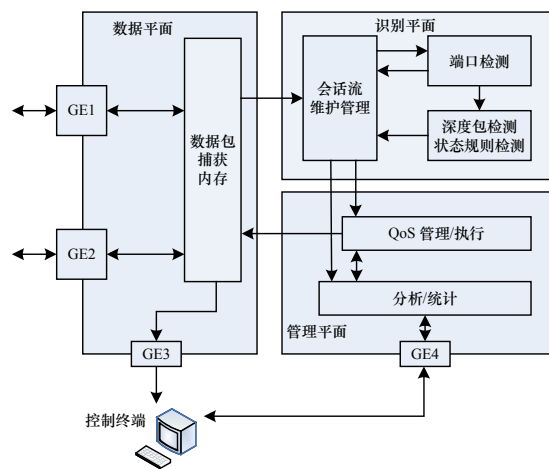 数据平面
GE1
GE2
数据包
捕获
内存
GE3
识别平面
会话流
维护管理
端口检测
深度包检测
状态规则检测
QoS 管理/执行
分析/统计
管理平面
GE4
控制终端